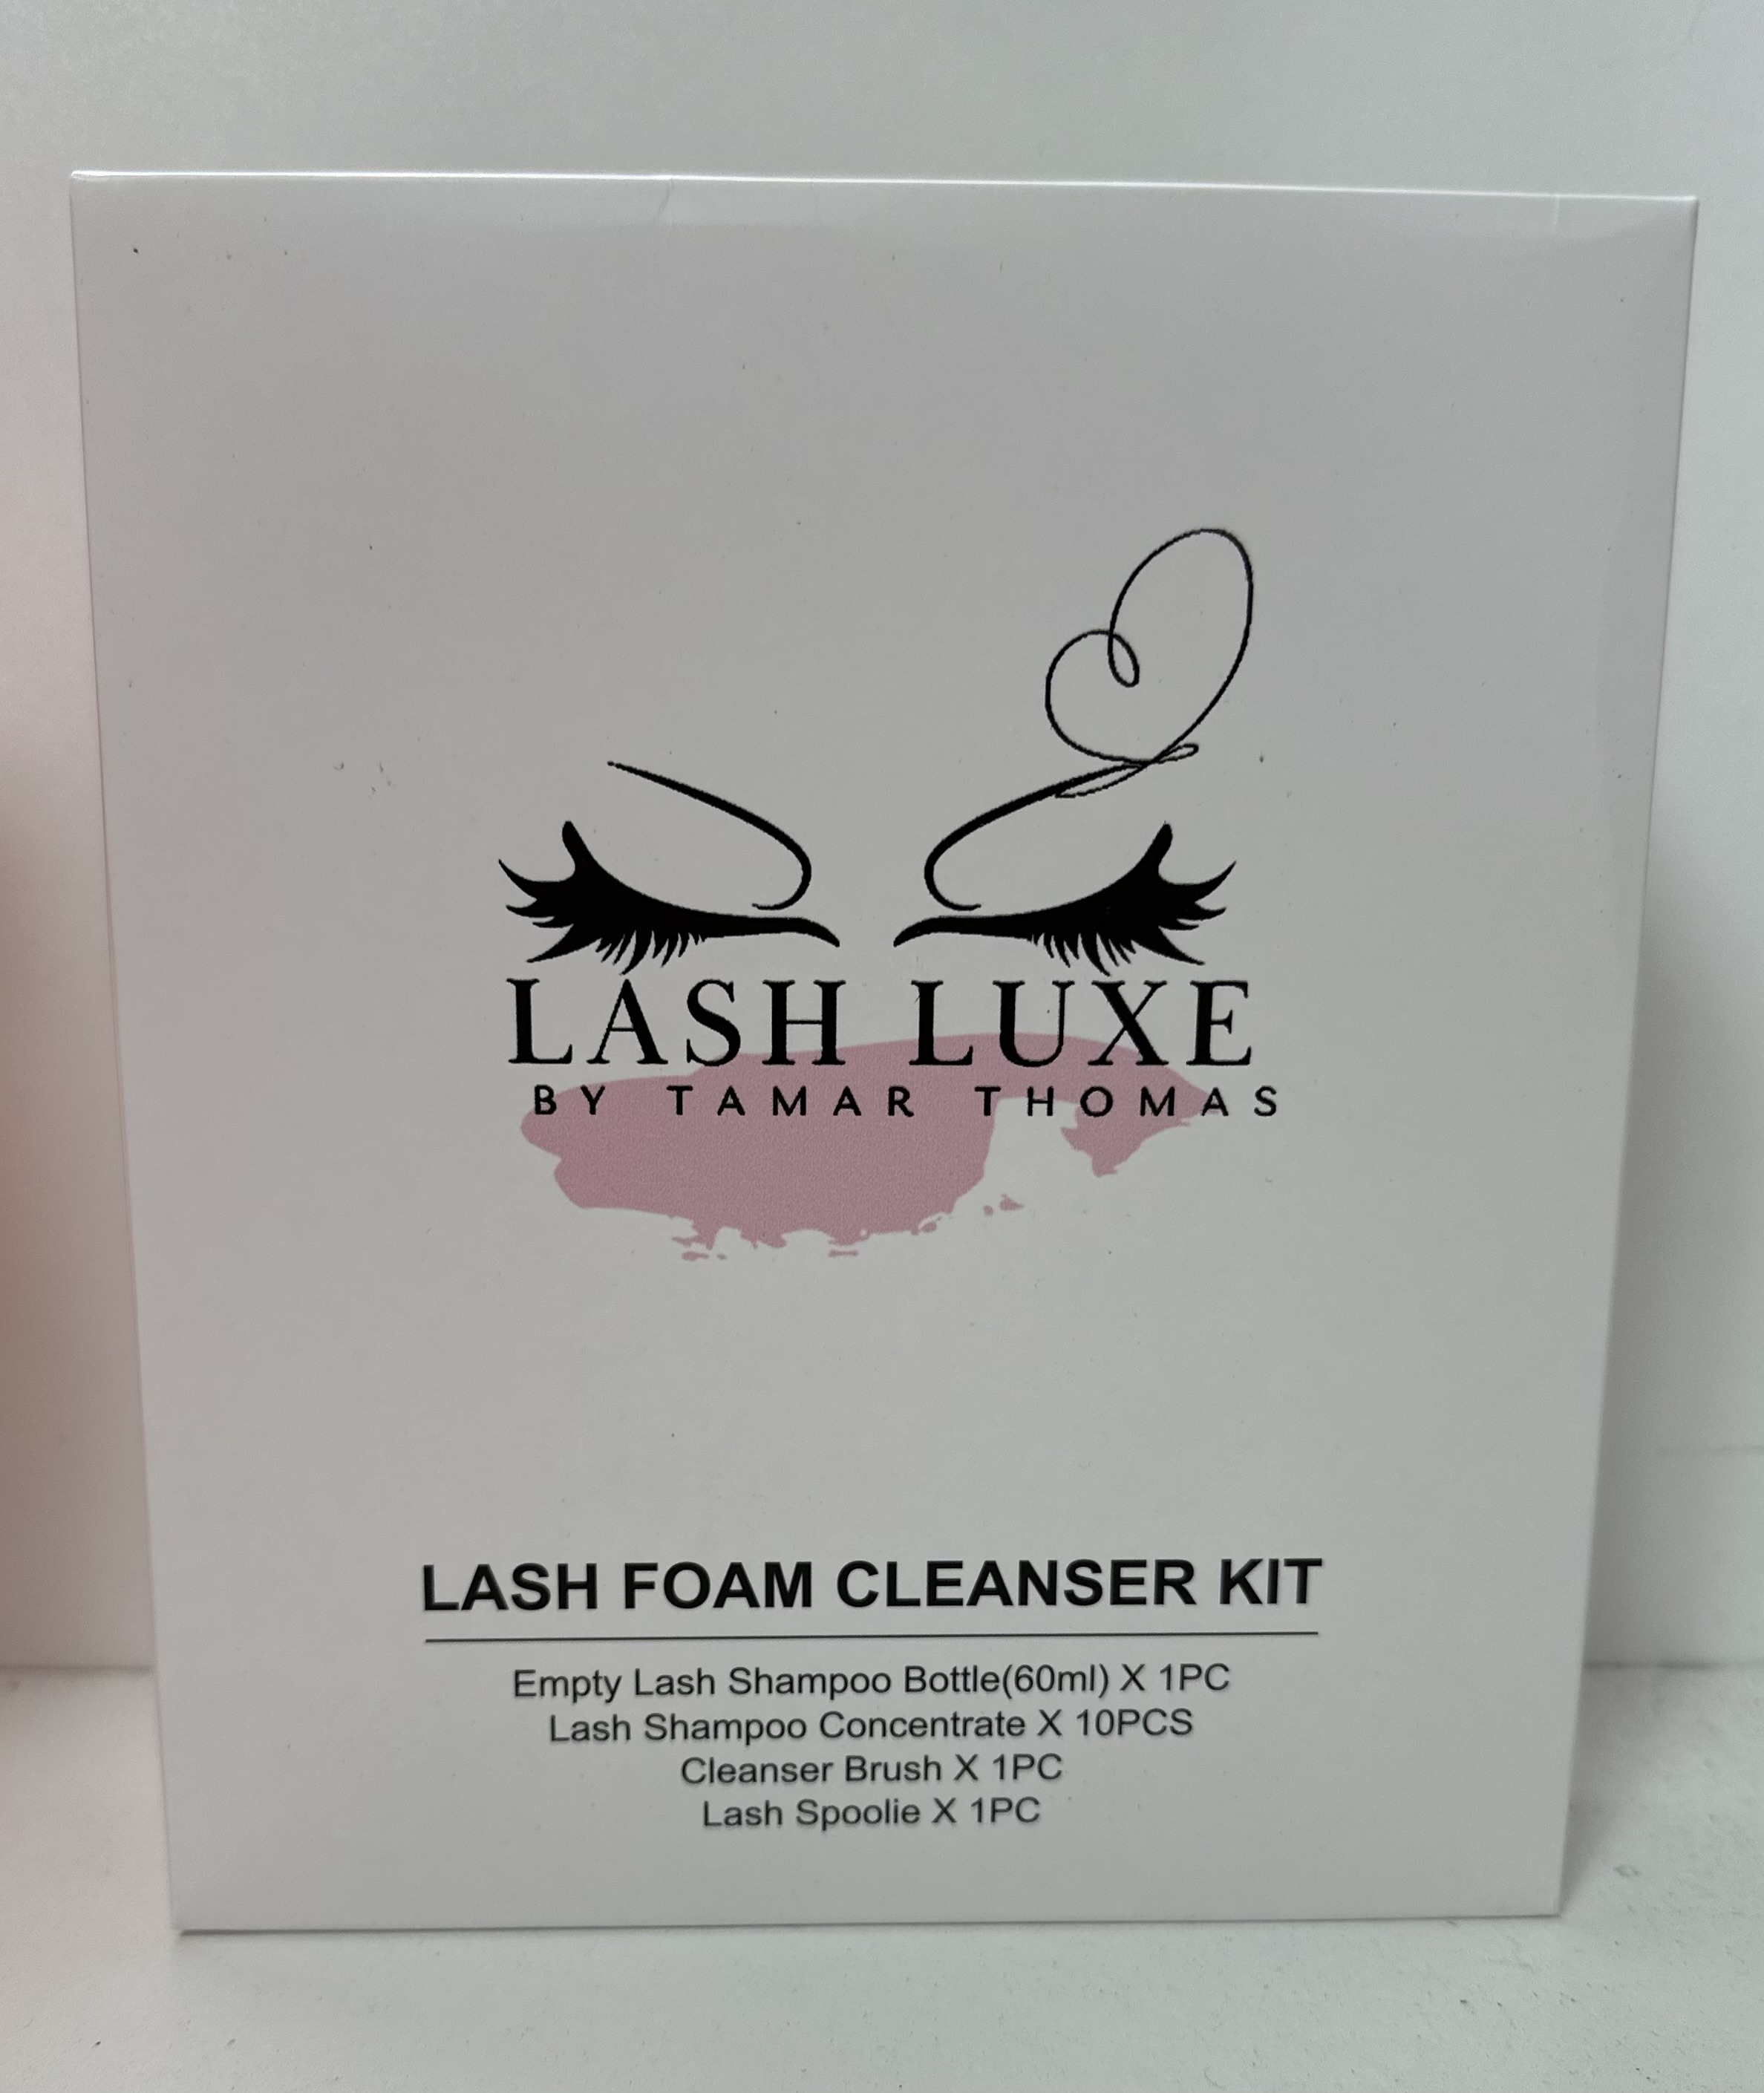 LASH LUXE
BY TAMAR THOMAS
LASH FOAM CLEANSER KIT
Empty Lash Shampoo Bottle(60ml) X 1PC
Lash Shampoo Concentrate X 10PCS
Cleanser Brush X 1PC
Lash Spoolie X 1PC